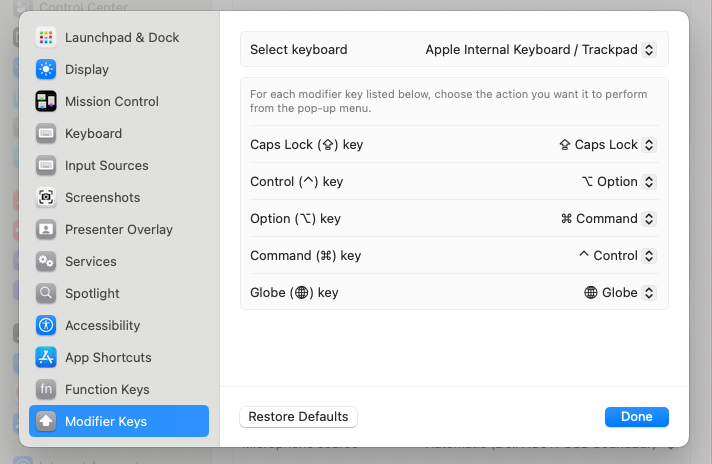 Control Center
Launchpad & Dock
Display
Mission Control
Keyboard
Input Sources
Screenshots
Presenter Overlay
Services
Spotlight
Accessibility
App Shortcuts
fn Function Keys
Modifier Keys
Select keyboard Apple Internal Keyboard / Trackpad
For each modifier key listed below, choose the action you want it to perform
from the pop-up menu.
Caps Lock (⇪) key ⇪ Caps Lock
Control (^) key ⌥ Option
Option (⌥) key ⌘ Command
Command (⌘) key ^ Control
Globe (🌐) key 🌐 Globe
Restore Defaults Done